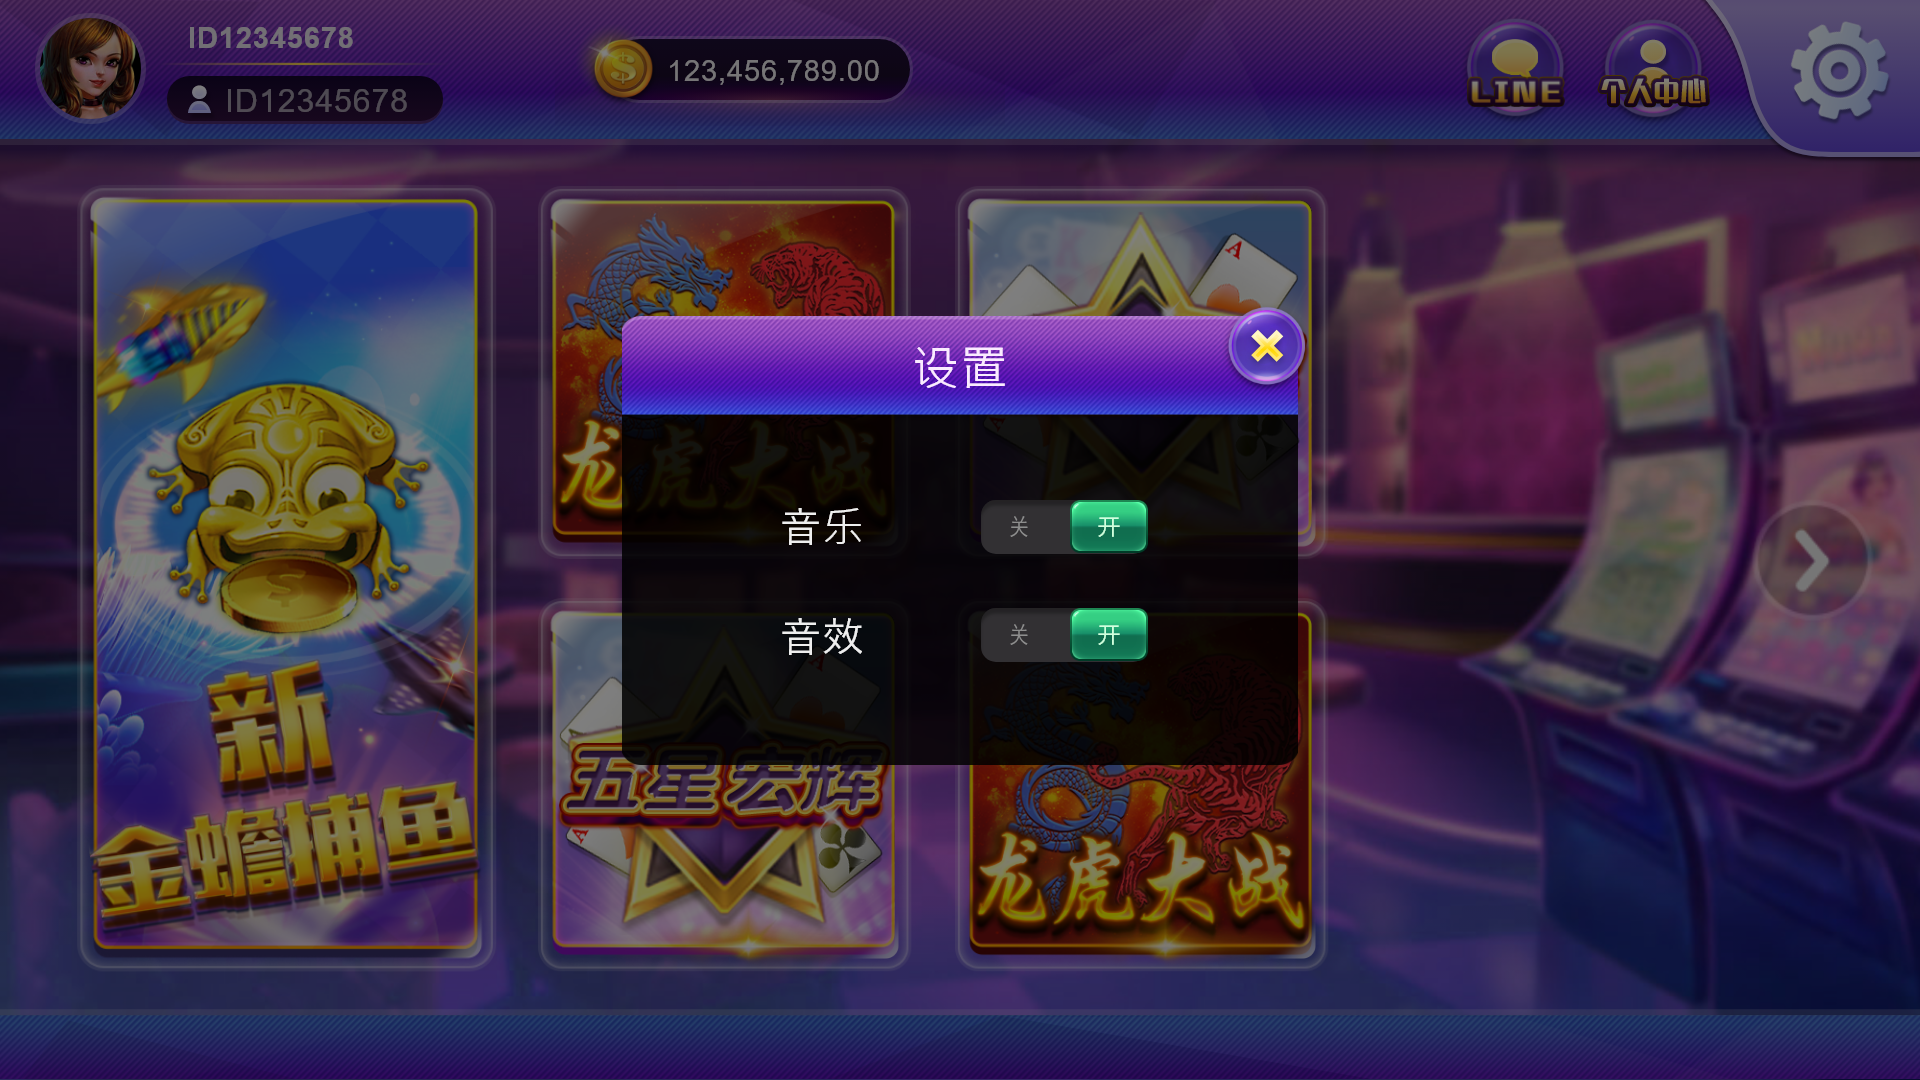 ID12345678
ID12345678
123,456,789.00
LINE
个人中心
设置
音乐
关
开
音效
关
开
龙虎大战
新
金蟾捕鱼
五星宏辉
龙虎大战
A
A
A